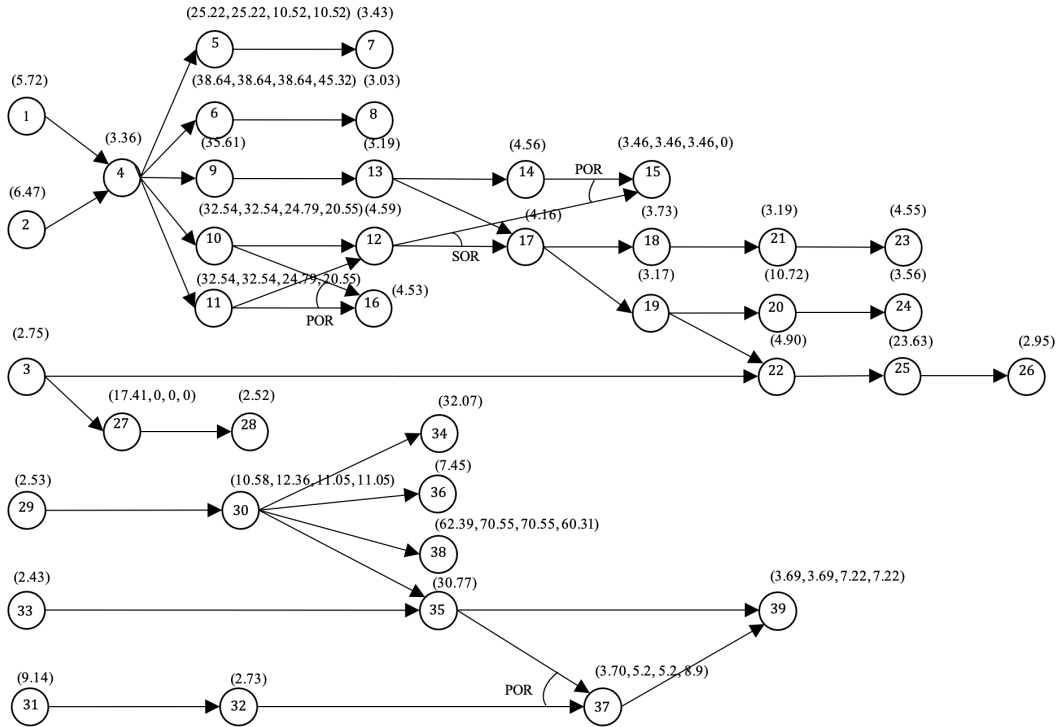 (25.22, 25.22, 10.52, 10.52) (3.43)
5 7
(38.64, 38.64, 38.64, 45.32) (3.03)
(5.72)
1 6 8
(3.36) (35.61) (3.19) (4.56) (3.46, 3.46, 3.46, 0)
4 9 13 14 POR 15
(6.47)
2
(32.54, 32.54, 24.79, 20.55) (4.59) (4.16) (3.73) (3.19) (4.55)
10 12 SOR 17 18 21 23
(32.54, 32.54, 24.79, 20.55) (4.53) (3.17) (10.72) (3.56)
11 POR 16 19 20 24
(2.75) (4.90) (23.63) (2.95)
3 22 25 26
(17.41, 0, 0, 0) (2.52)
27 28
(32.07)
34
(2.53) (10.58, 12.36, 11.05, 11.05) (7.45)
29 30 36
(62.39, 70.55, 70.55, 60.31)
38
(2.43) (30.77) (3.69, 3.69, 7.22, 7.22)
33 35 39
(9.14) (2.73) (3.70, 5.2, 5.2, 8.9)
31 32 POR 37